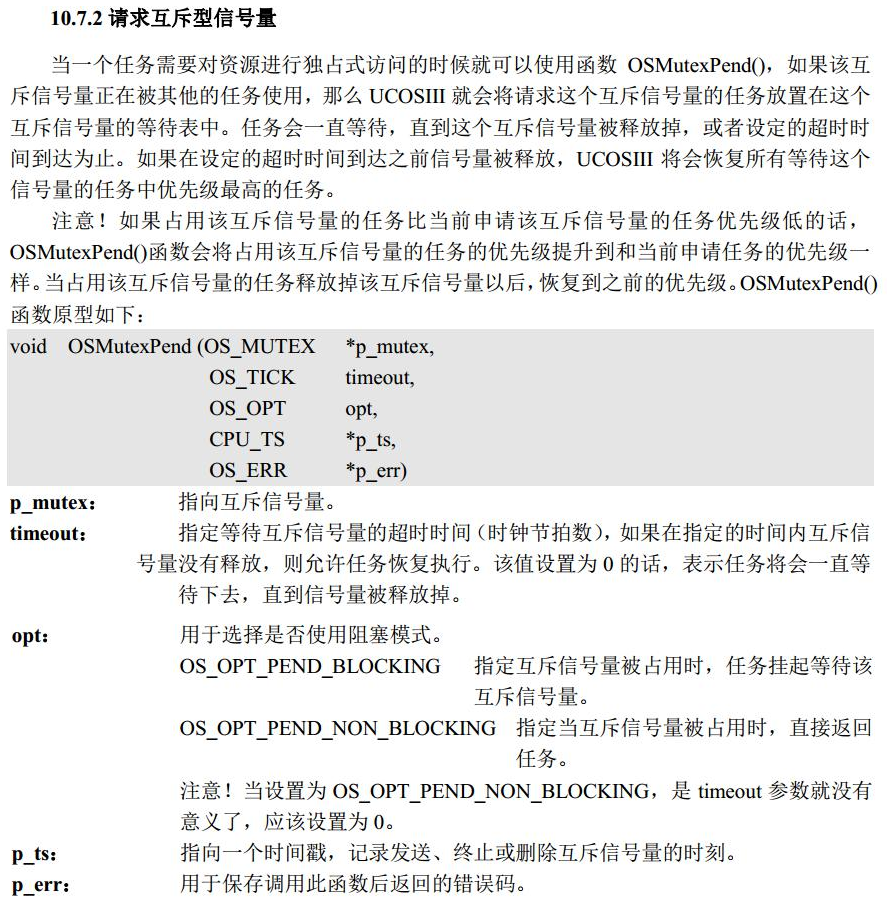 10.7.2 请求互斥型信号量
当一个任务需要对资源进行独占式访问的时候就可以使用函数 OSMutexPend()，如果该互
斥信号量正在被其他的任务使用，那么 UCOSIII 就会将请求这个互斥信号量的任务放置在这个
互斥信号量的等待表中。任务会一直等待，直到这个互斥信号量被释放掉，或者设定的超时时
间到达为止。如果在设定的超时时间到达之前信号量被释放，UCOSIII 将会恢复所有等待这个
信号量的任务中优先级最高的任务。
注意！如果占用该互斥信号量的任务比当前申请该互斥信号量的任务优先级低的话，
OSMutexPend()函数会将占用该互斥信号量的任务的优先级提升到和当前申请任务的优先级一
样。当占用该互斥信号量的任务释放掉该互斥信号量以后，恢复到之前的优先级。OSMutexPend()
函数原型如下：
void OSMutexPend (OS_MUTEX *p_mutex,
OS_TICK timeout,
OS_OPT opt,
CPU_TS *p_ts,
OS_ERR *p_err)
p_mutex： 指向互斥信号量。
timeout： 指定等待互斥信号量的超时时间（时钟节拍数），如果在指定的时间内互斥信
号量没有释放，则允许任务恢复执行。该值设置为 0 的话，表示任务将会一直等
待下去，直到信号量被释放掉。
opt： 用于选择是否使用阻塞模式。
OS_OPT_PEND_BLOCKING 指定互斥信号量被占用时，任务挂起等待该
互斥信号量。
OS_OPT_PEND_NON_BLOCKING 指定当互斥信号量被占用时，直接返回
任务。
注意！当设置为 OS_OPT_PEND_NON_BLOCKING，是 timeout 参数就没有
意义了，应该设置为 0。
p_ts： 指向一个时间戳，记录发送、终止或删除互斥信号量的时刻。
p_err： 用于保存调用此函数后返回的错误码。